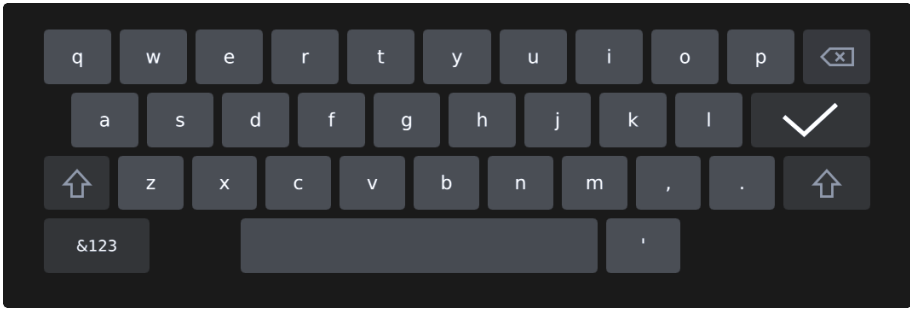 q w e r t y u i o p
a s d f g h j k l
z x c v b n m , .
&123 '